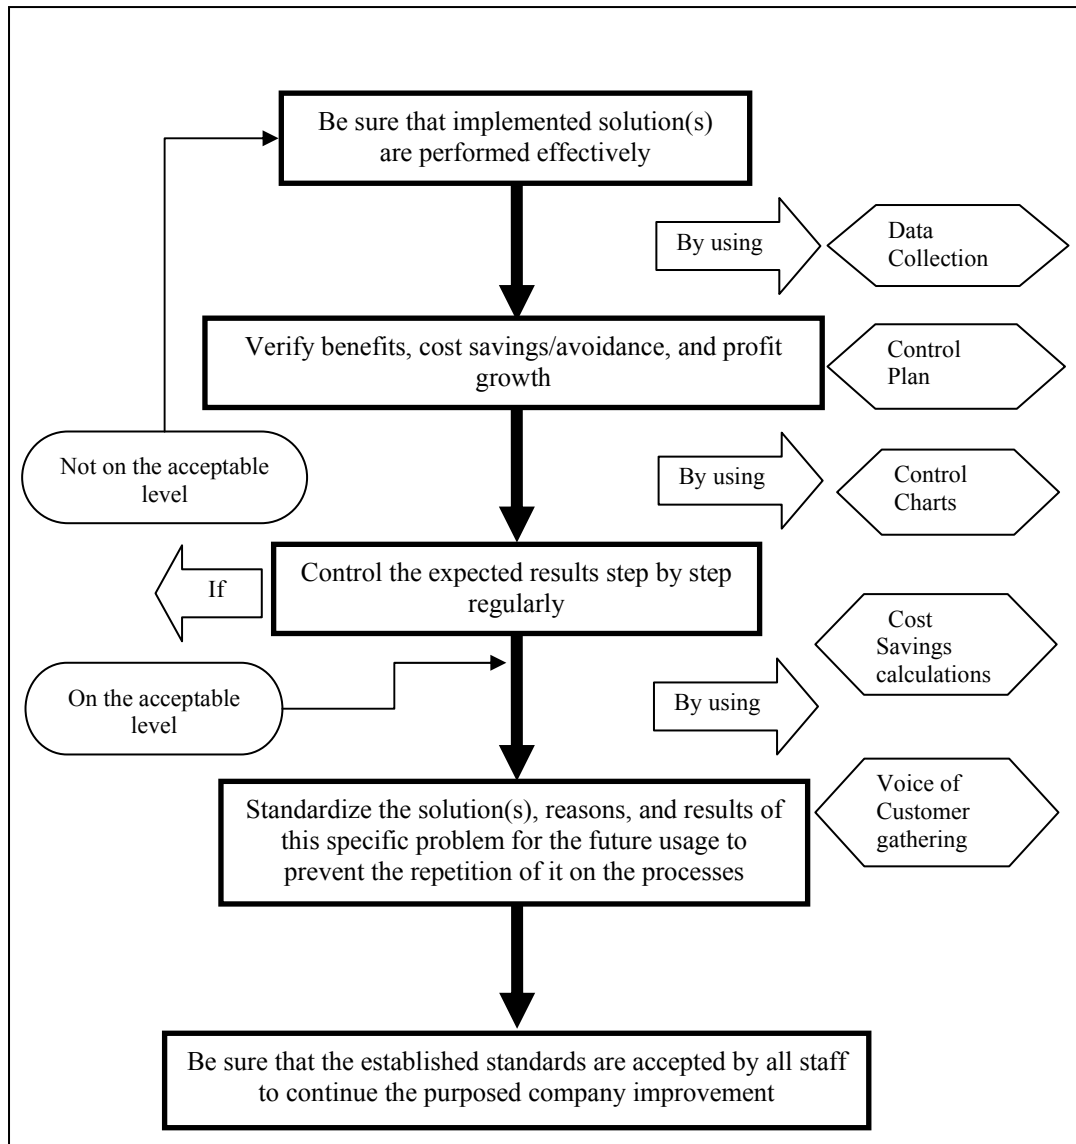 Be sure that implemented solution(s)
are performed effectively
By using
Data
Collection
Verify benefits, cost savings/avoidance, and profit
growth
Control
Plan
Not on the acceptable
level
By using
Control
Charts
If
Control the expected results step by step
regularly
Cost
Savings
calculations
On the acceptable
level
By using
Standardize the solution(s), reasons, and results of
this specific problem for the future usage to
prevent the repetition of it on the processes
Voice of
Customer
gathering
Be sure that the established standards are accepted by all staff
to continue the purposed company improvement